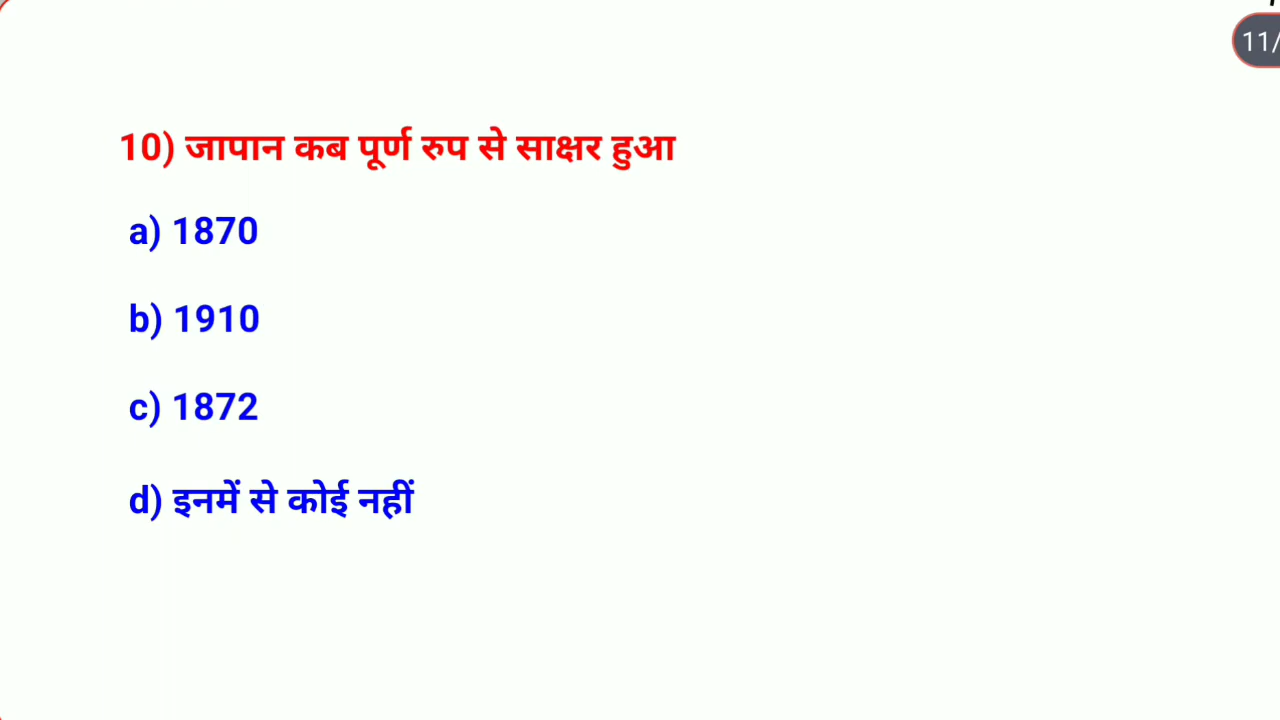 11/
10) जापान कब पूर्ण रुप से साक्षर हुआ
a) 1870
b) 1910
c) 1872
d) इनमें से कोई नहीं